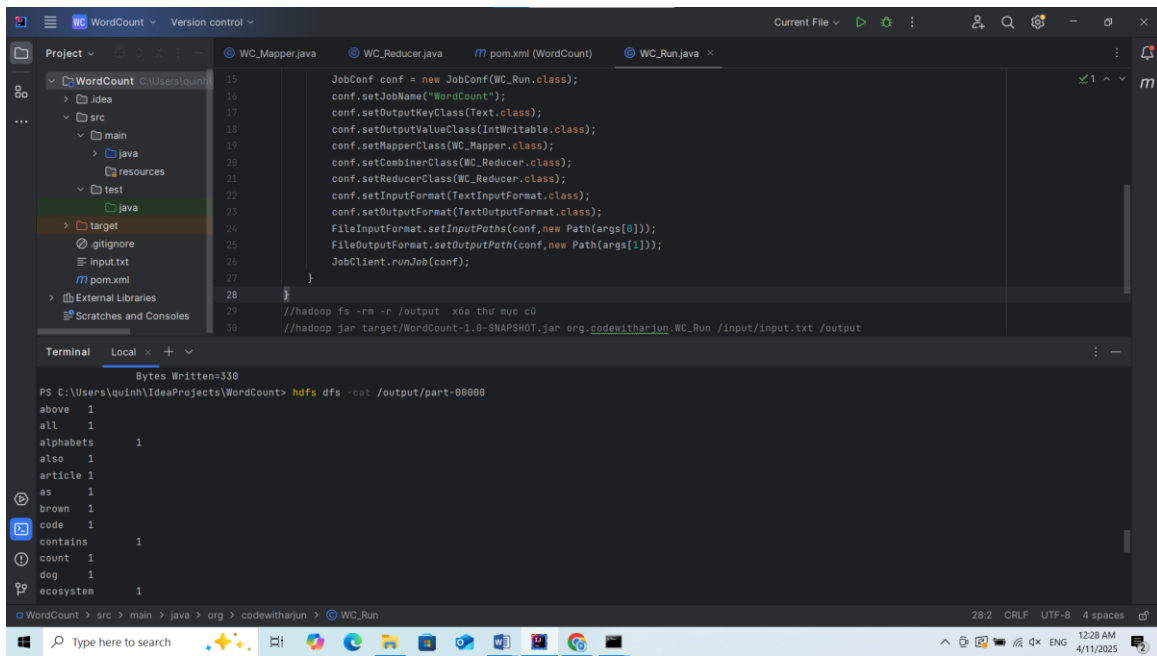 WC WordCount Version control Current File
Project
WC_Mapper.java WC_Reducer.java m pom.xml (WordCount) WC_Run.java
WordCount C:\Users\quinh
.idea
src
main
java
resources
test
java
target
.gitignore
input.txt
m pom.xml
External Libraries
Scratches and Consoles
1
m
15 JobConf conf = new JobConf(WC_Run.class);
16 conf.setJobName("WordCount");
17 conf.setOutputKeyClass(Text.class);
18 conf.setOutputValueClass(IntWritable.class);
19 conf.setMapperClass(WC_Mapper.class);
20 conf.setCombinerClass(WC_Reducer.class);
21 conf.setReducerClass(WC_Reducer.class);
22 conf.setInputFormat(TextInputFormat.class);
23 conf.setOutputFormat(TextOutputFormat.class);
24 FileInputFormat.setInputPaths(conf,new Path(args[0]));
25 FileOutputFormat.setOutputPath(conf,new Path(args[1]));
26 JobClient.runJob(conf);
27 }
28 }
29 //hadoop fs -rm -r /output xóa thư mục cũ
30 //hadoop jar target/WordCount-1.0-SNAPSHOT.jar org.codewitharjun.WC_Run /input/input.txt /output
Terminal Local
Bytes Written=330
PS C:\Users\quinh\IdeaProjects\WordCount> hdfs dfs -cat /output/part-00000
above 1
all 1
alphabets 1
also 1
article 1
as 1
brown 1
code 1
contains 1
count 1
dog 1
ecosystem 1
WordCount > src > main > java > org > codewitharjun > WC_Run 28:2 CRLF UTF-8 4 spaces
Type here to search ENG 12:28 AM
4/11/2025
2